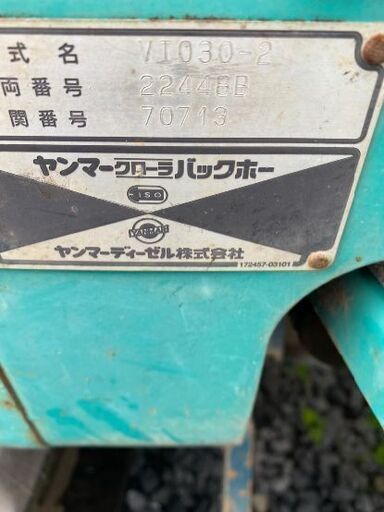 式名 VIO30-2
両番号 22448B
関番号 70713
ヤンマークローラバックホー
ISO
YANMAR
ヤンマーディーゼル株式会社
172457-03101